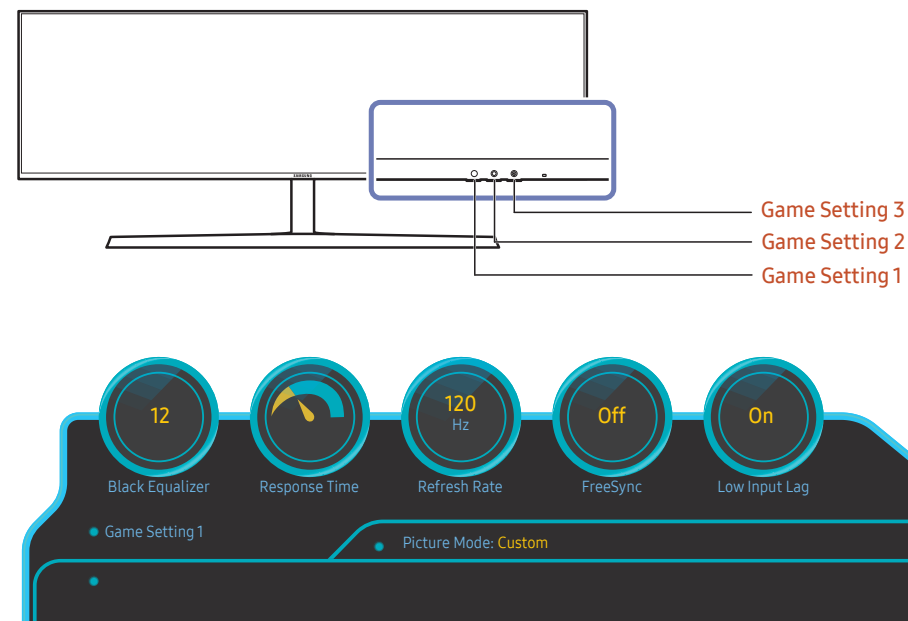 SAMSUNG
Game Setting 3
Game Setting 2
Game Setting 1
12
120
Hz
Off
On
Black Equalizer
Response Time
Refresh Rate
FreeSync
Low Input Lag
Game Setting 1
Picture Mode: Custom